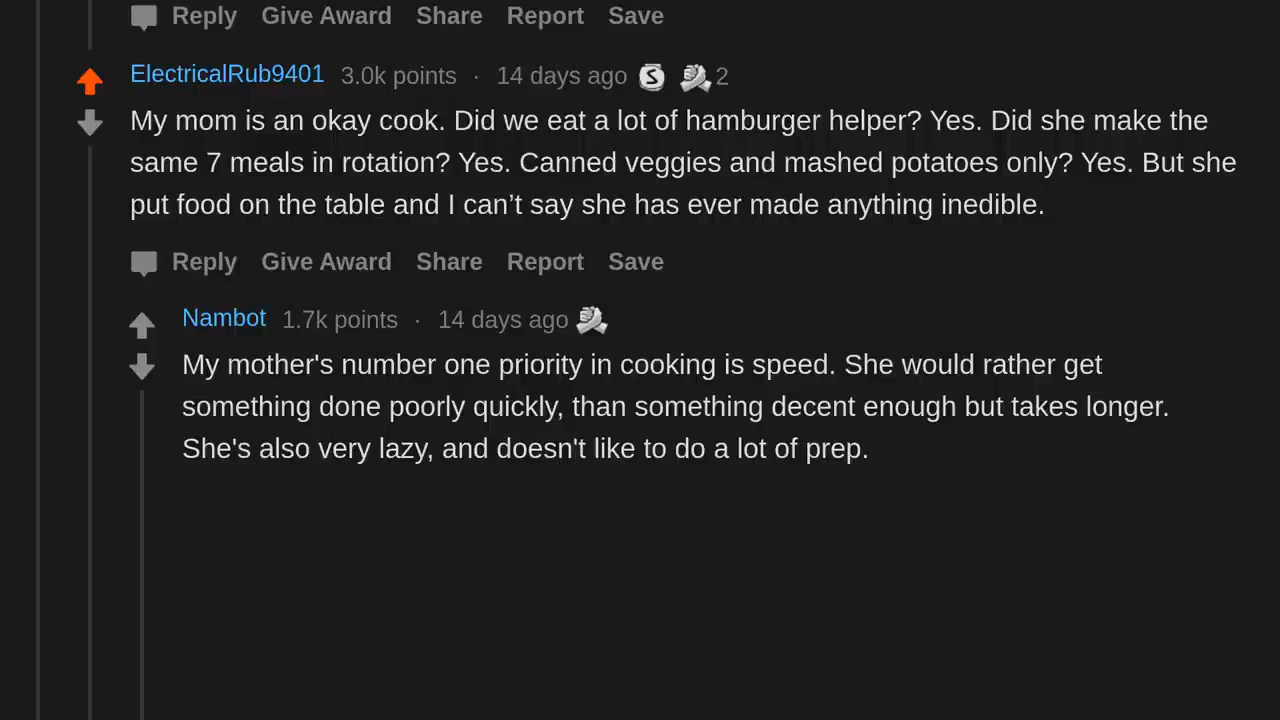 Reply Give Award Share Report Save
ElectricalRub9401 3.0k points · 14 days ago S 2
My mom is an okay cook. Did we eat a lot of hamburger helper? Yes. Did she make the
same 7 meals in rotation? Yes. Canned veggies and mashed potatoes only? Yes. But she
put food on the table and I can’t say she has ever made anything inedible.
Reply Give Award Share Report Save
Nambot 1.7k points · 14 days ago
My mother's number one priority in cooking is speed. She would rather get
something done poorly quickly, than something decent enough but takes longer.
She's also very lazy, and doesn't like to do a lot of prep.